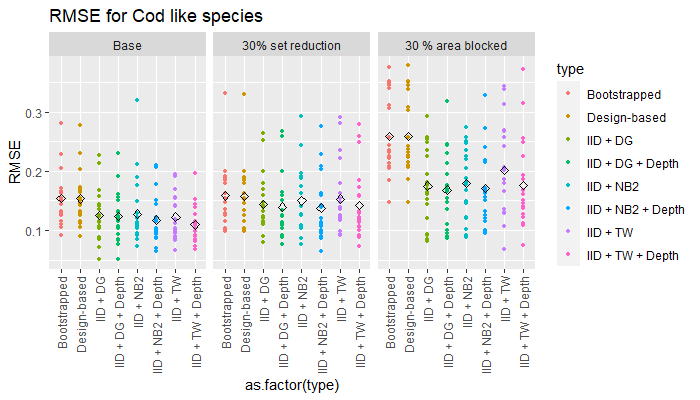 RMSE for Cod like species
Base
30% set reduction
30 % area blocked
RMSE
0.3
0.2
0.1
Bootstrapped
Design-based
IID + DG
IID + DG + Depth
IID + NB2
IID + NB2 + Depth
IID + TW
IID + TW + Depth
Bootstrapped
Design-based
IID + DG
IID + DG + Depth
IID + NB2
IID + NB2 + Depth
IID + TW
IID + TW + Depth
Bootstrapped
Design-based
IID + DG
IID + DG + Depth
IID + NB2
IID + NB2 + Depth
IID + TW
IID + TW + Depth
as.factor(type)
type
Bootstrapped
Design-based
IID + DG
IID + DG + Depth
IID + NB2
IID + NB2 + Depth
IID + TW
IID + TW + Depth